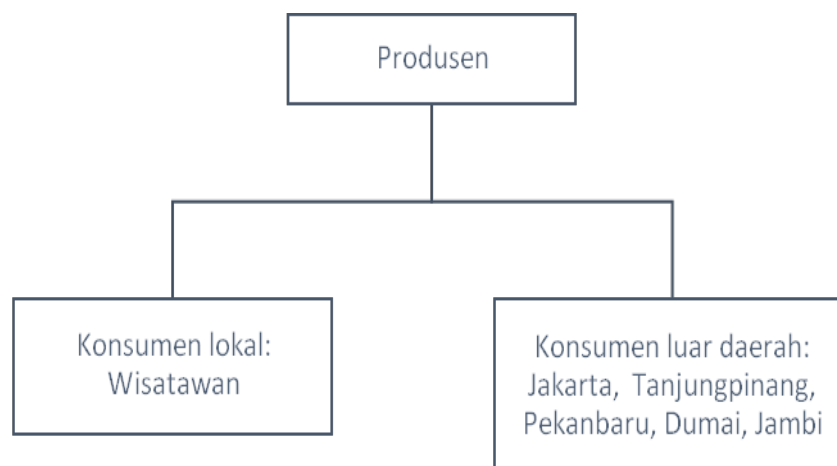 Produsen
Konsumen lokal:
Wisatawan
Konsumen luar daerah:
Jakarta, Tanjungpinang,
Pekanbaru, Dumai, Jambi